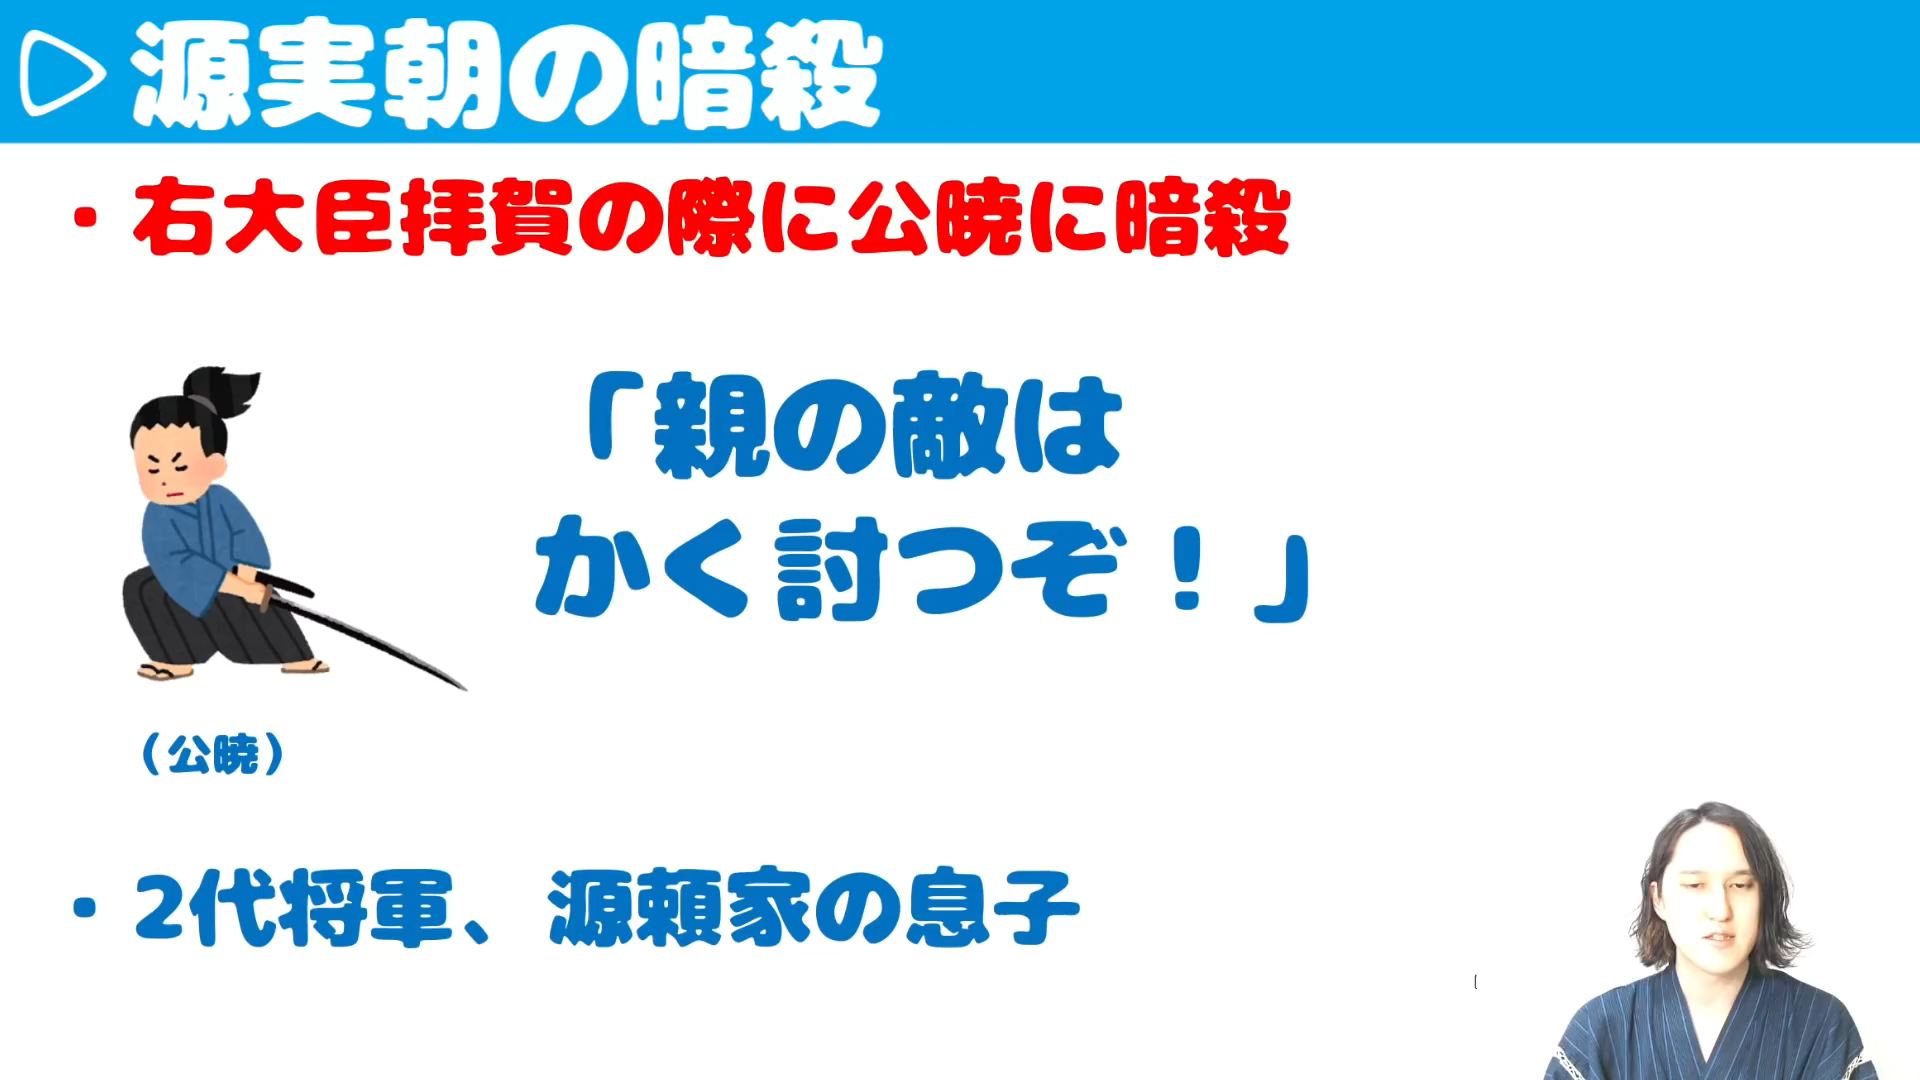 源実朝の暗殺
・右大臣拝賀の際に公暁に暗殺
「親の敵は
かく討つぞ！」
（公暁）
・2代将軍、源頼家の息子